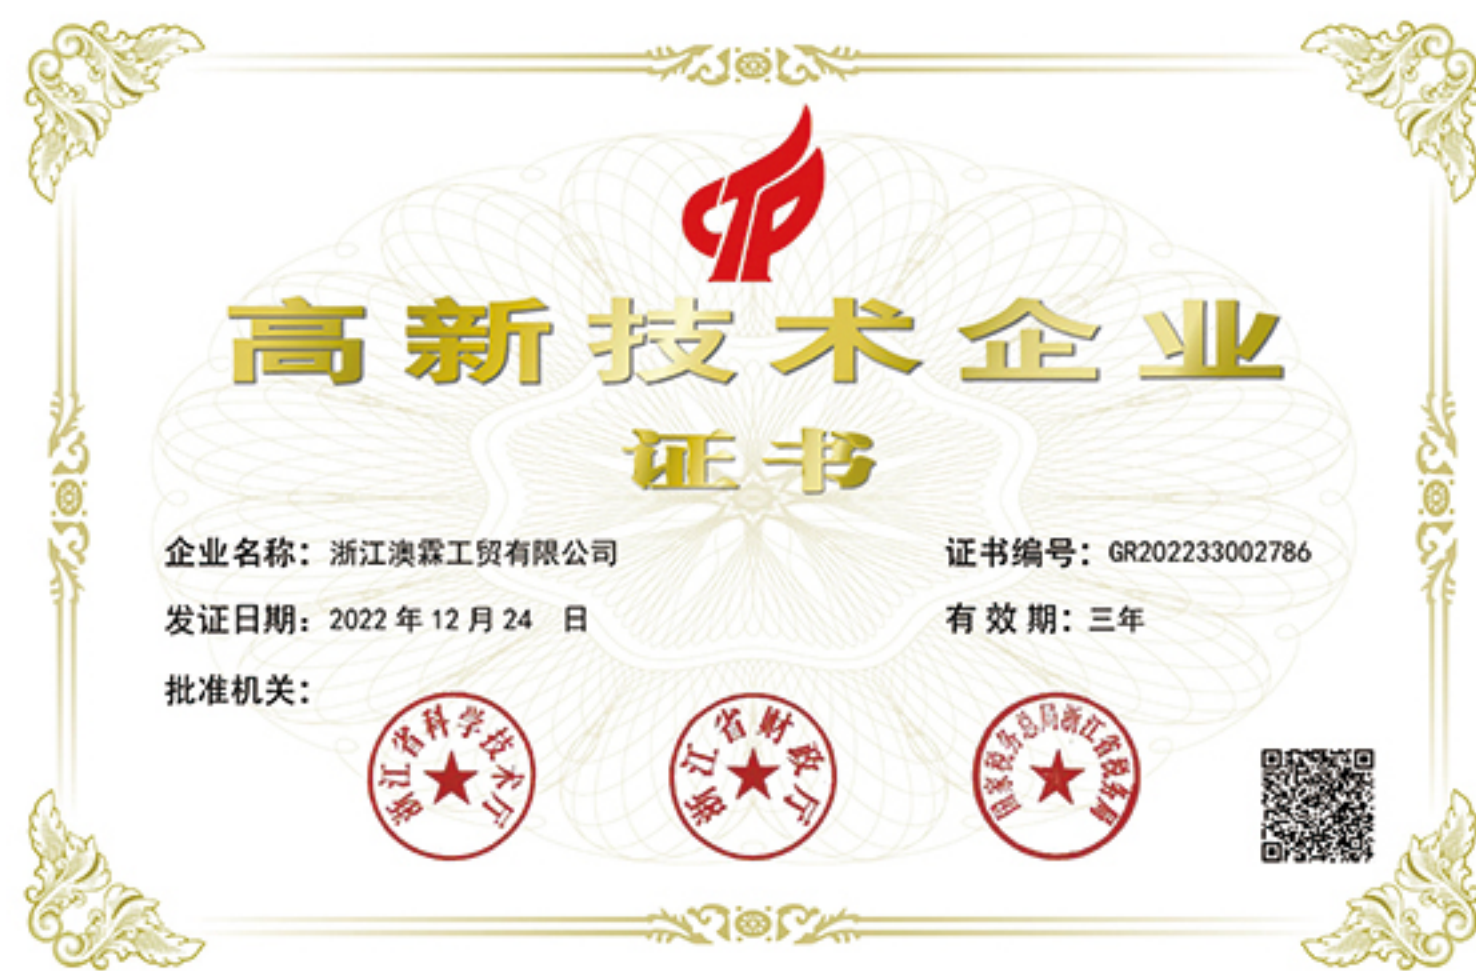 高新技术企业
证书
企业名称：浙江澳霖工贸有限公司
证书编号：GR202233002786
发证日期：2022 年 12 月 24 日
有 效 期：三年
批准机关：
浙江省科学技术厅
浙江省财政厅
国家税务总局浙江省税务局